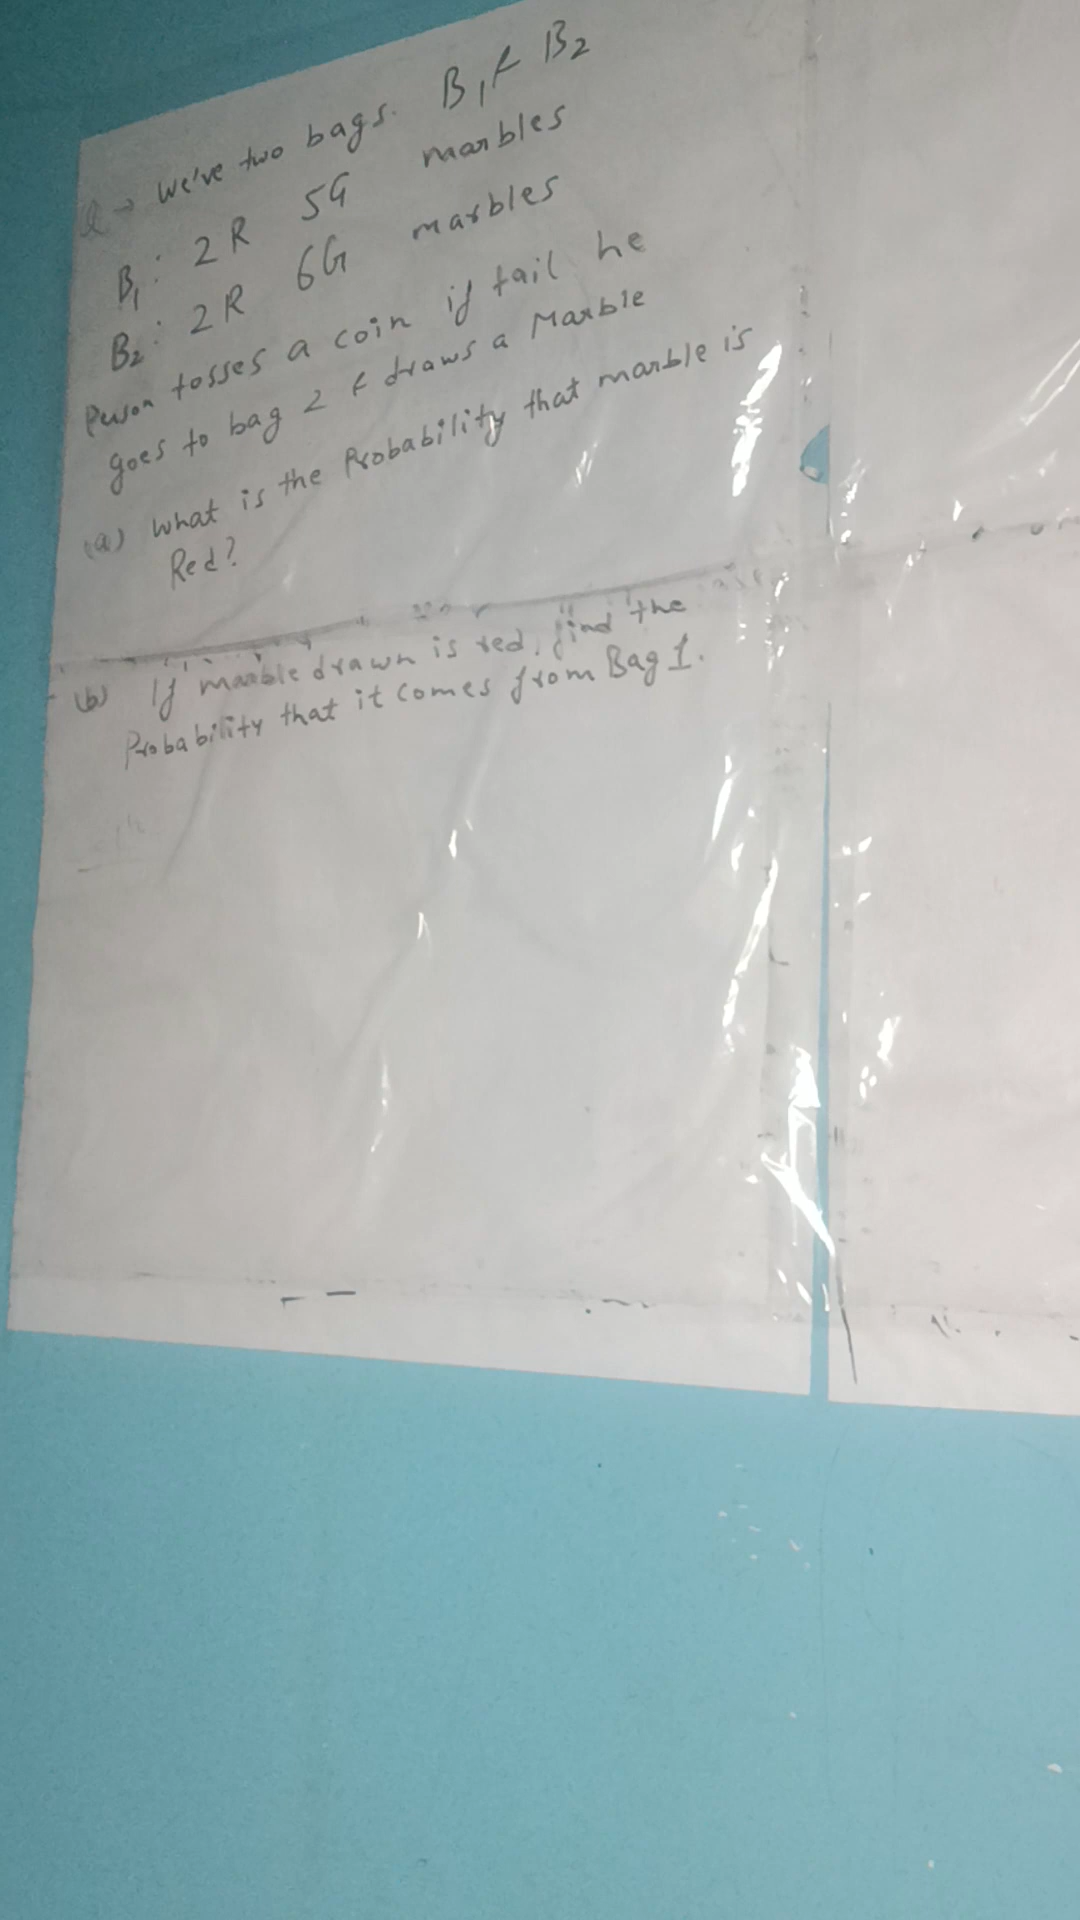 Q → We've two bags. B₁ & B₂
B₁: 2R 5G marbles
B₂: 2R 6G marbles
Person tosses a coin if tail he
goes to bag 2 & draws a Marble
(a) What is the Probability that marble is
Red?
(b) If marble drawn is red, find the
Probability that it comes from Bag 1.